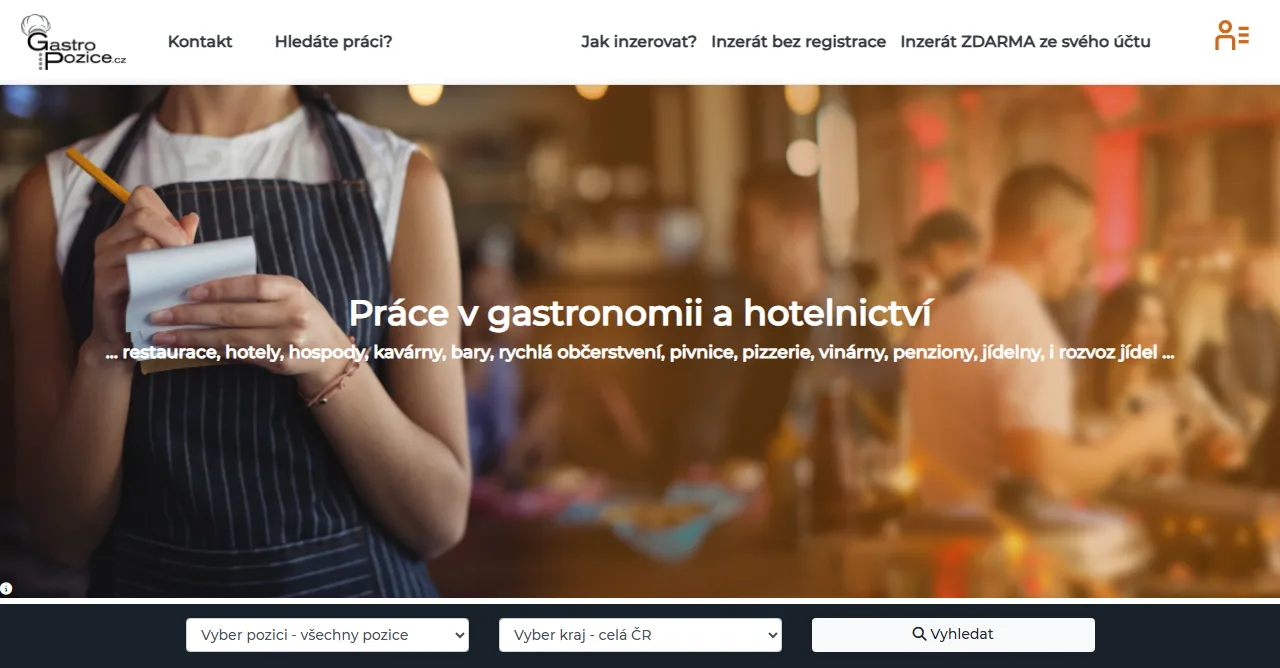 Gastro
Pozice.cz
Kontakt
Hledáte práci?
Jak inzerovat?
Inzerát bez registrace
Inzerát ZDARMA ze svého účtu
Práce v gastronomii a hotelnictví
... restaurace, hotely, hospody, kavárny, bary, rychlá občerstvení, pivnice, pizzerie, vinárny, penziony, jídelny, i rozvoz jídel ...
Vyber pozici - všechny pozice
Vyber kraj - celá ČR
Vyhledat